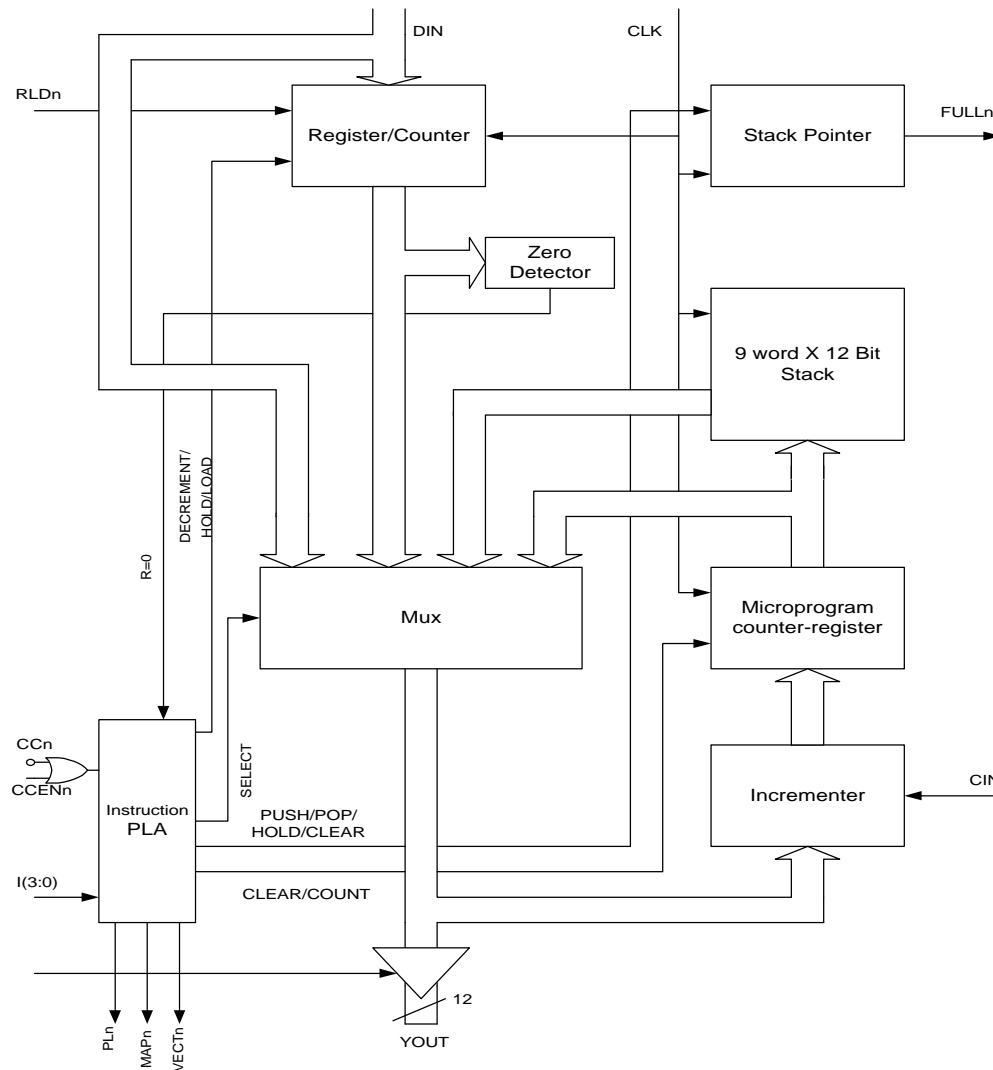 DIN
CLK
RLDn
FULLn
Register/Counter
Stack Pointer
Zero
Detector
9 word X 12 Bit
Stack
DECREMENT/
HOLD/LOAD
R=0
Mux
Microprogram
counter-register
SELECT
CCn
CCENn
Instruction
PLA
Incrementer
CIN
PUSH/POP/
HOLD/CLEAR
I(3:0)
CLEAR/COUNT
12
YOUT
PLn
MAPn
VECTn